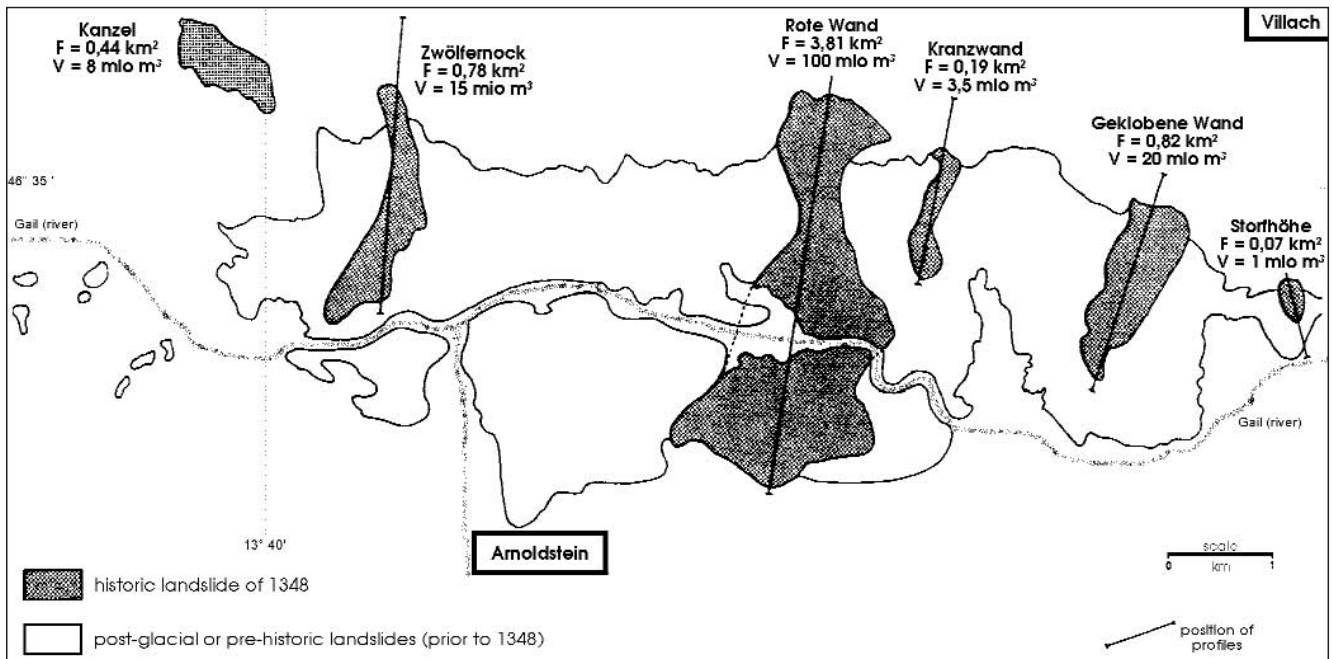 Kanzel
F = 0,44 km²
V = 8 mio m³
Zwölfernock
F = 0,78 km²
V = 15 mio m³
Rote Wand
F = 3,81 km²
V = 100 mio m³
Kranzwand
F = 0,19 km²
V = 3,5 mio m³
Villach
Geklobene Wand
F = 0,82 km²
V = 20 mio m³
46° 35 '
Gail (river)
Storfhöhe
F = 0,07 km²
V = 1 mio m³
Gail (river)
13° 40'
Arnoldstein
scale
0 km 1
historic landslide of 1348
post-glacial or pre-historic landslides (prior to 1348)
position of
profiles